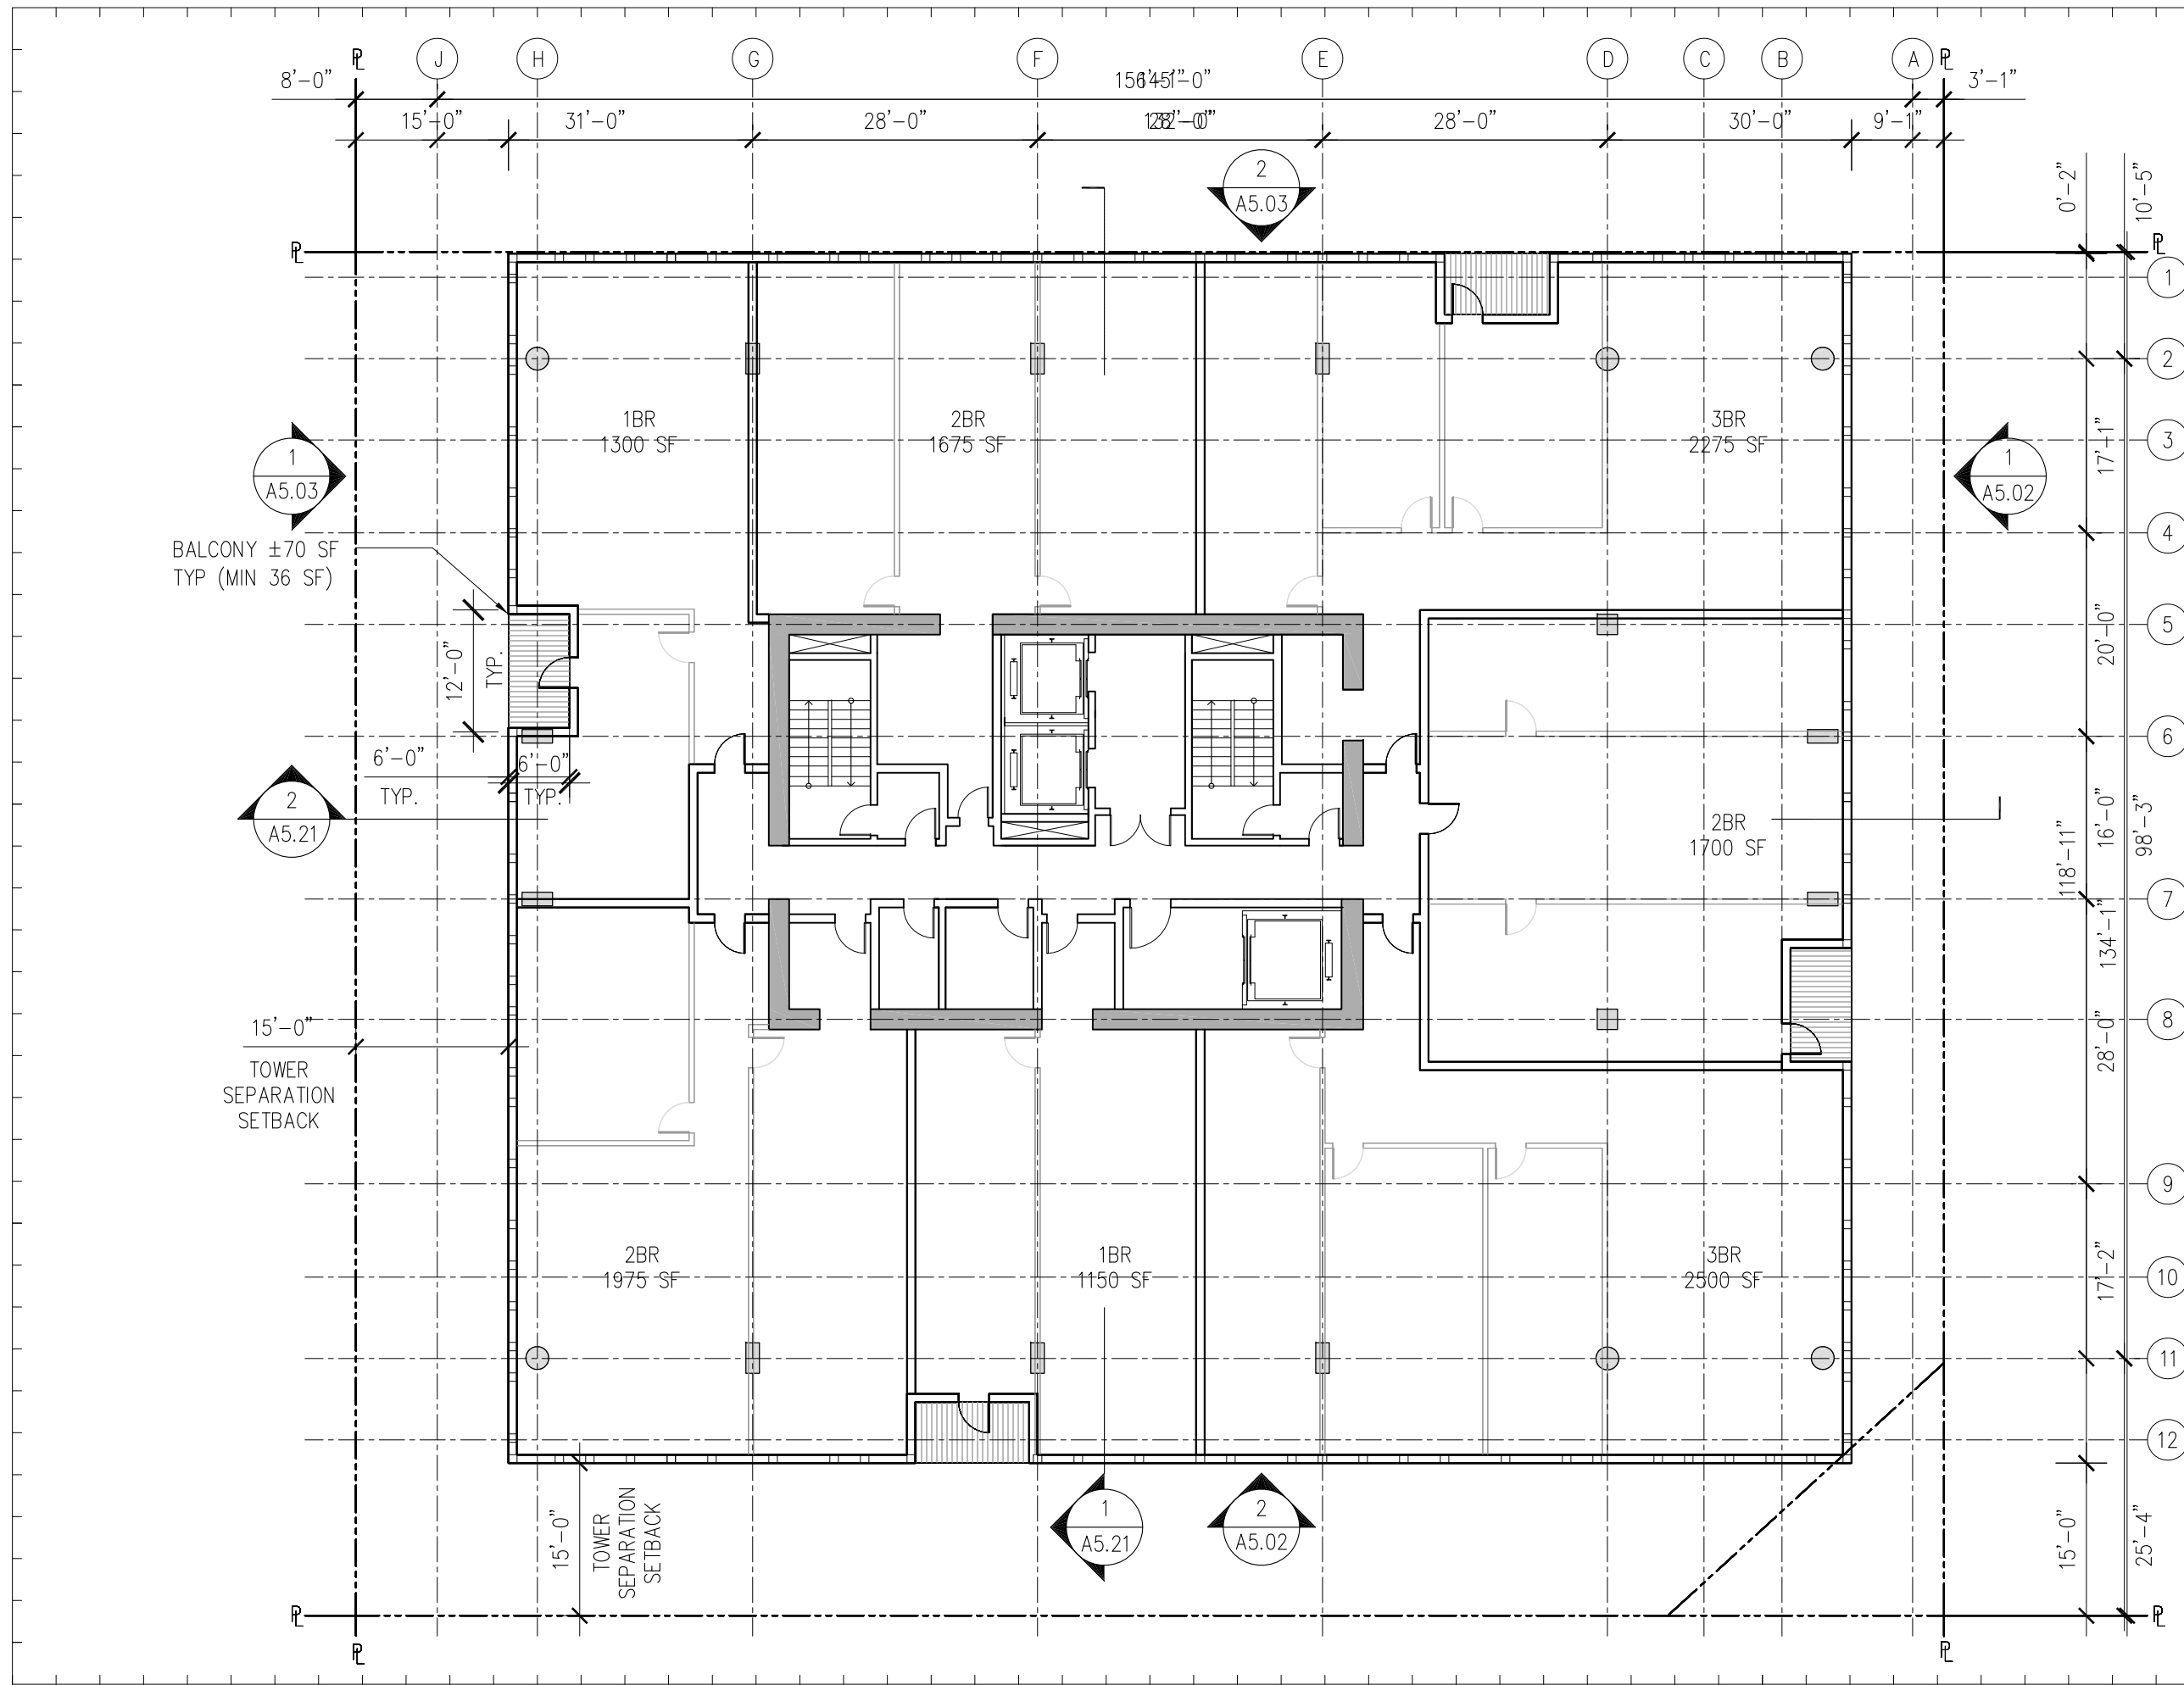 ℄ J H G F E D C B A ℄
8'-0" 145'-0" 3'-1"
15'-0" 31'-0" 28'-0" 28'-0" 30'-0" 9'-1"
0'-2" 10'-5"
2
A5.03
1
2
3
4
5
6
7
8
9
10
11
12
1BR
1300 SF
2BR
1675 SF
3BR
2275 SF
1
A5.03
1
A5.02
17'-1"
BALCONY ±70 SF
TYP (MIN 36 SF)
12'-0"
TYP.
20'-0"
6'-0"
TYP.
6'-0"
TYP.
2
A5.21
2BR
1700 SF
118'-11"
16'-0"
98'-3"
134'-1"
28'-0"
15'-0"
TOWER
SEPARATION
SETBACK
2BR
1975 SF
1BR
1150 SF
3BR
2500 SF
17'-2"
15'-0"
TOWER
SEPARATION
SETBACK
1
A5.21
2
A5.02
15'-0"
25'-4"